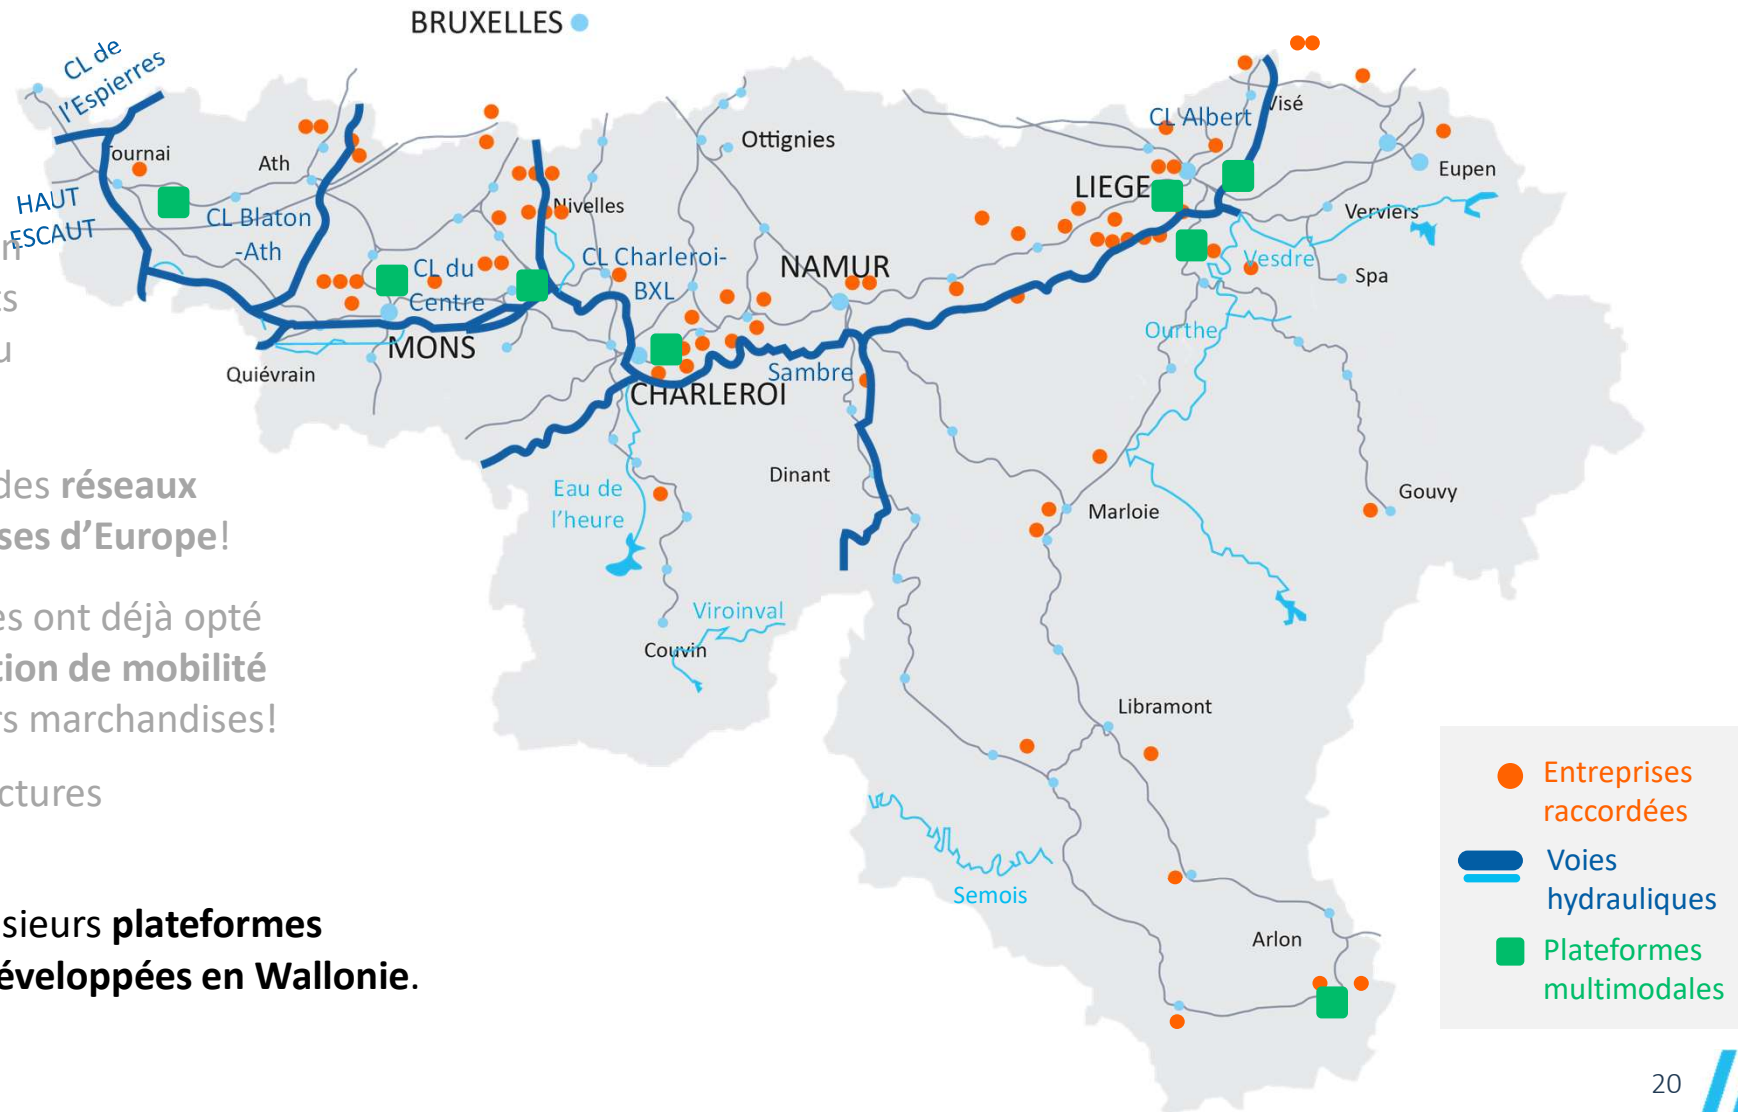 BRUXELLES
CL de
l'Espierres
Tournai
Ath
HAUT
ESCAUT
CL Blaton
-Ath
Nivelles
Ottignies
CL Albert
Visé
LIEGE
Eupen
Verviers
Vesdre
Spa
CL du
Centre
CL Charleroi-
BXL
NAMUR
MONS
Quiévrain
CHARLEROI
Sambre
Ourthe
Dinant
Eau de
l'heure
Marloie
Gouvy
Viroinval
Couvin
Libramont
Semois
Arlon
n
ts
u
des réseaux
ses d'Europe!
es ont déjà opté
tion de mobilité
rs marchandises!
ctures
sieurs plateformes
éveloppées en Wallonie.
Entreprises
raccordées
Voies
hydrauliques
Plateformes
multimodales
20